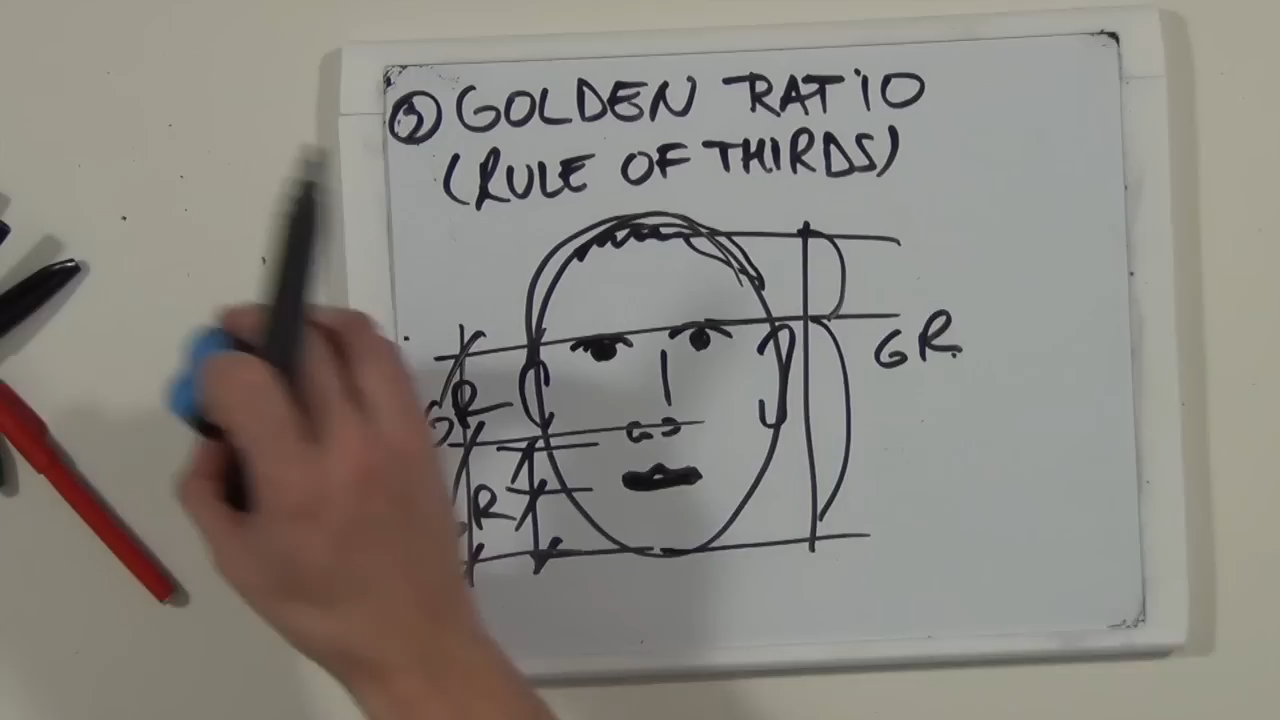 ③ GOLDEN RATIO
(RULE OF THIRDS)
GR
GR
R